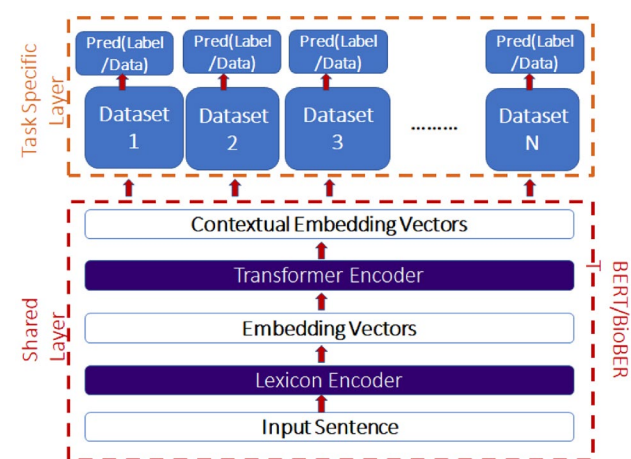 Task Specific
Layer
Pred(Label
/Data)
Pred(Label
/Data)
Pred(Label
/Data)
Pred(Label
/Data)
Dataset
1
Dataset
2
Dataset
3
.........
Dataset
N
Shared
Layer
Contextual Embedding Vectors
Transformer Encoder
Embedding Vectors
Lexicon Encoder
Input Sentence
BERT/BioBER
T